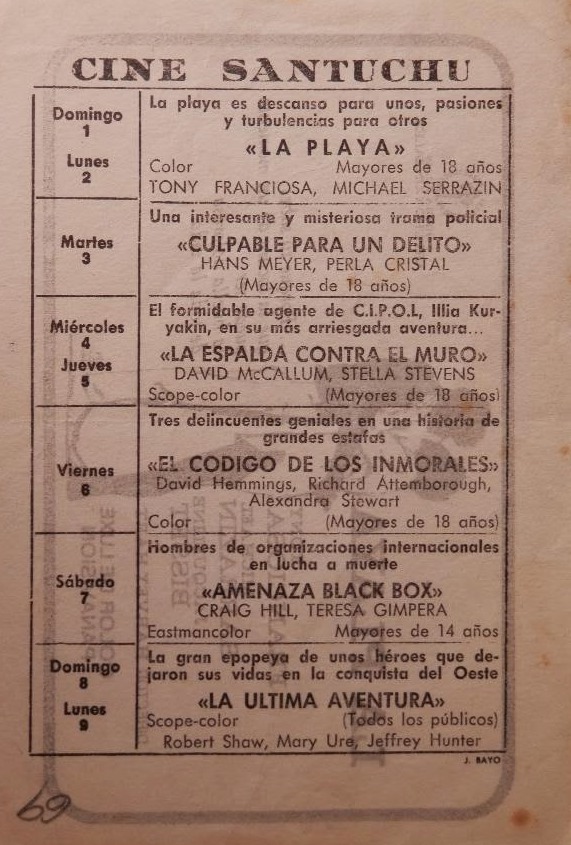 CINE SANTUCHU
Domingo
1
Lunes
2
La playa es descanso para unos, pasiones
y turbulencias para otros
«LA PLAYA»
Color Mayores de 18 años
TONY FRANCIOSA, MICHAEL SERRAZIN
Martes
3
Una interesante y misteriosa trama policial
«CULPABLE PARA UN DELITO»
HANS MEYER, PERLA CRISTAL
(Mayores de 18 años)
Miércoles
4
Jueves
5
El formidable agente de C.I.P.O.L, Illia Kur-
yakin, en su más arriesgada aventura...
«LA ESPALDA CONTRA EL MURO»
DAVID McCALLUM, STELLA STEVENS
Scope-color (Mayores de 18 años)
Viernes
6
Tres delincuentes geniales en una historia de
grandes estafas
«EL CODIGO DE LOS INMORALES»
David Hemmings, Richard Attemborough,
Alexandra Stewart
Color (Mayores de 18 años)
Sábado
7
Hombres de organizaciones internacionales
en lucha a muerte
«AMENAZA BLACK BOX»
CRAIG HILL, TERESA GIMPERA
Eastmancolor Mayores de 14 años
Domingo
8
Lunes
9
La gran epopeya de unos héroes que de-
jaron sus vidas en la conquista del Oeste
«LA ULTIMA AVENTURA»
Scope-color (Todos los públicos)
Robert Shaw, Mary Ure, Jeffrey Hunter
J. BAYO
69